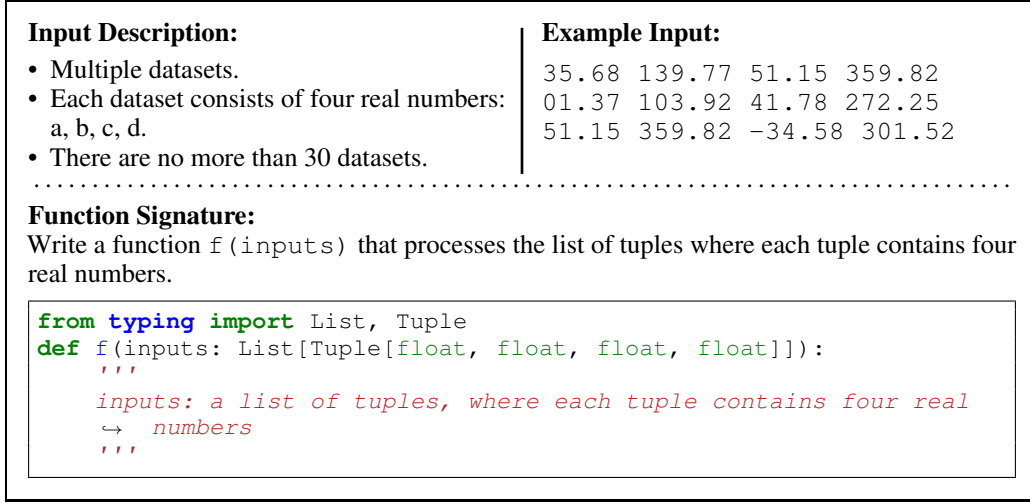 Input Description:
• Multiple datasets.
• Each dataset consists of four real numbers:
a, b, c, d.
• There are no more than 30 datasets.
Example Input:
35.68 139.77 51.15 359.82
01.37 103.92 41.78 272.25
51.15 359.82 -34.58 301.52
Function Signature:
Write a function f(inputs) that processes the list of tuples where each tuple contains four
real numbers.
from typing import List, Tuple
def f(inputs: List[Tuple[float, float, float, float]]):
    '''
    inputs: a list of tuples, where each tuple contains four real
    ↪ numbers
    '''